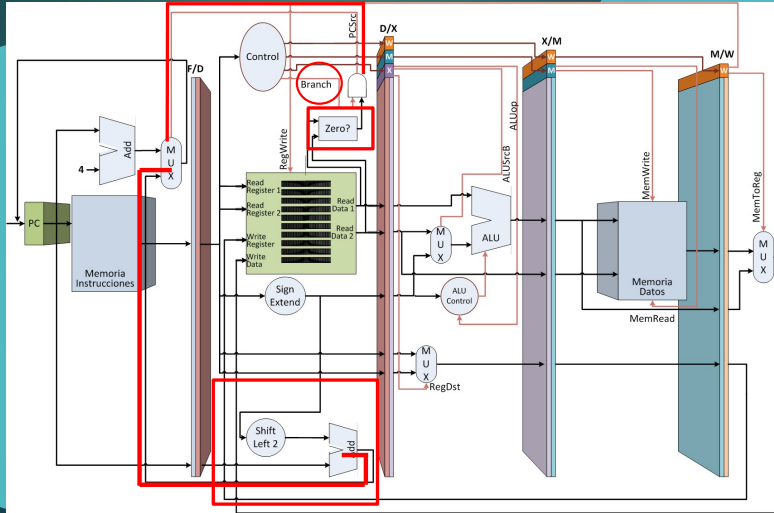 D/X
X/M
M/W
F/D
PCSrc
W
M
X
W
M
W
Control
Branch
Zero?
RegWrite
ALUop
ALUSrcB
MemWrite
MemToReg
4
Add
M
U
X
PC
Memoria
Instrucciones
Read
Register 1
Read
Register 2
Write
Register
Write
Data
Read
Data 1
Read
Data 2
M
U
X
ALU
Sign
Extend
ALU
Control
Memoria
Datos
MemRead
M
U
X
M
U
X
RegDst
Shift
Left 2
Add